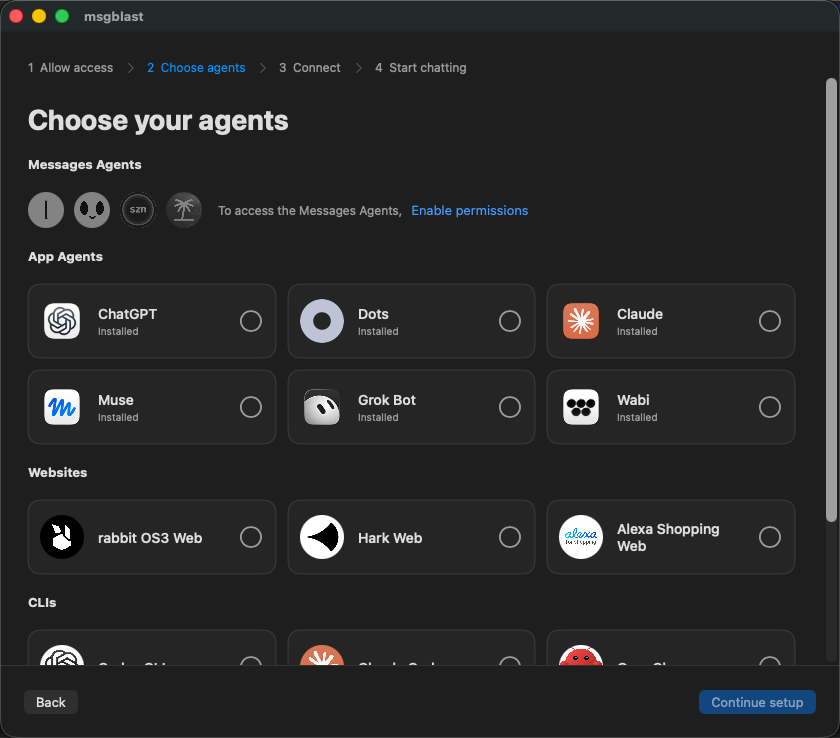 msgblast
1 Allow access > 2 Choose agents > 3 Connect > 4 Start chatting
Choose your agents
Messages Agents
szn
To access the Messages Agents, Enable permissions
App Agents
ChatGPT
Installed
Dots
Installed
Claude
Installed
Muse
Installed
Grok Bot
Installed
Wabi
Installed
Websites
rabbit OS3 Web
Hark Web
alexa
for shopping
Alexa Shopping
Web
CLIs
Back
Continue setup